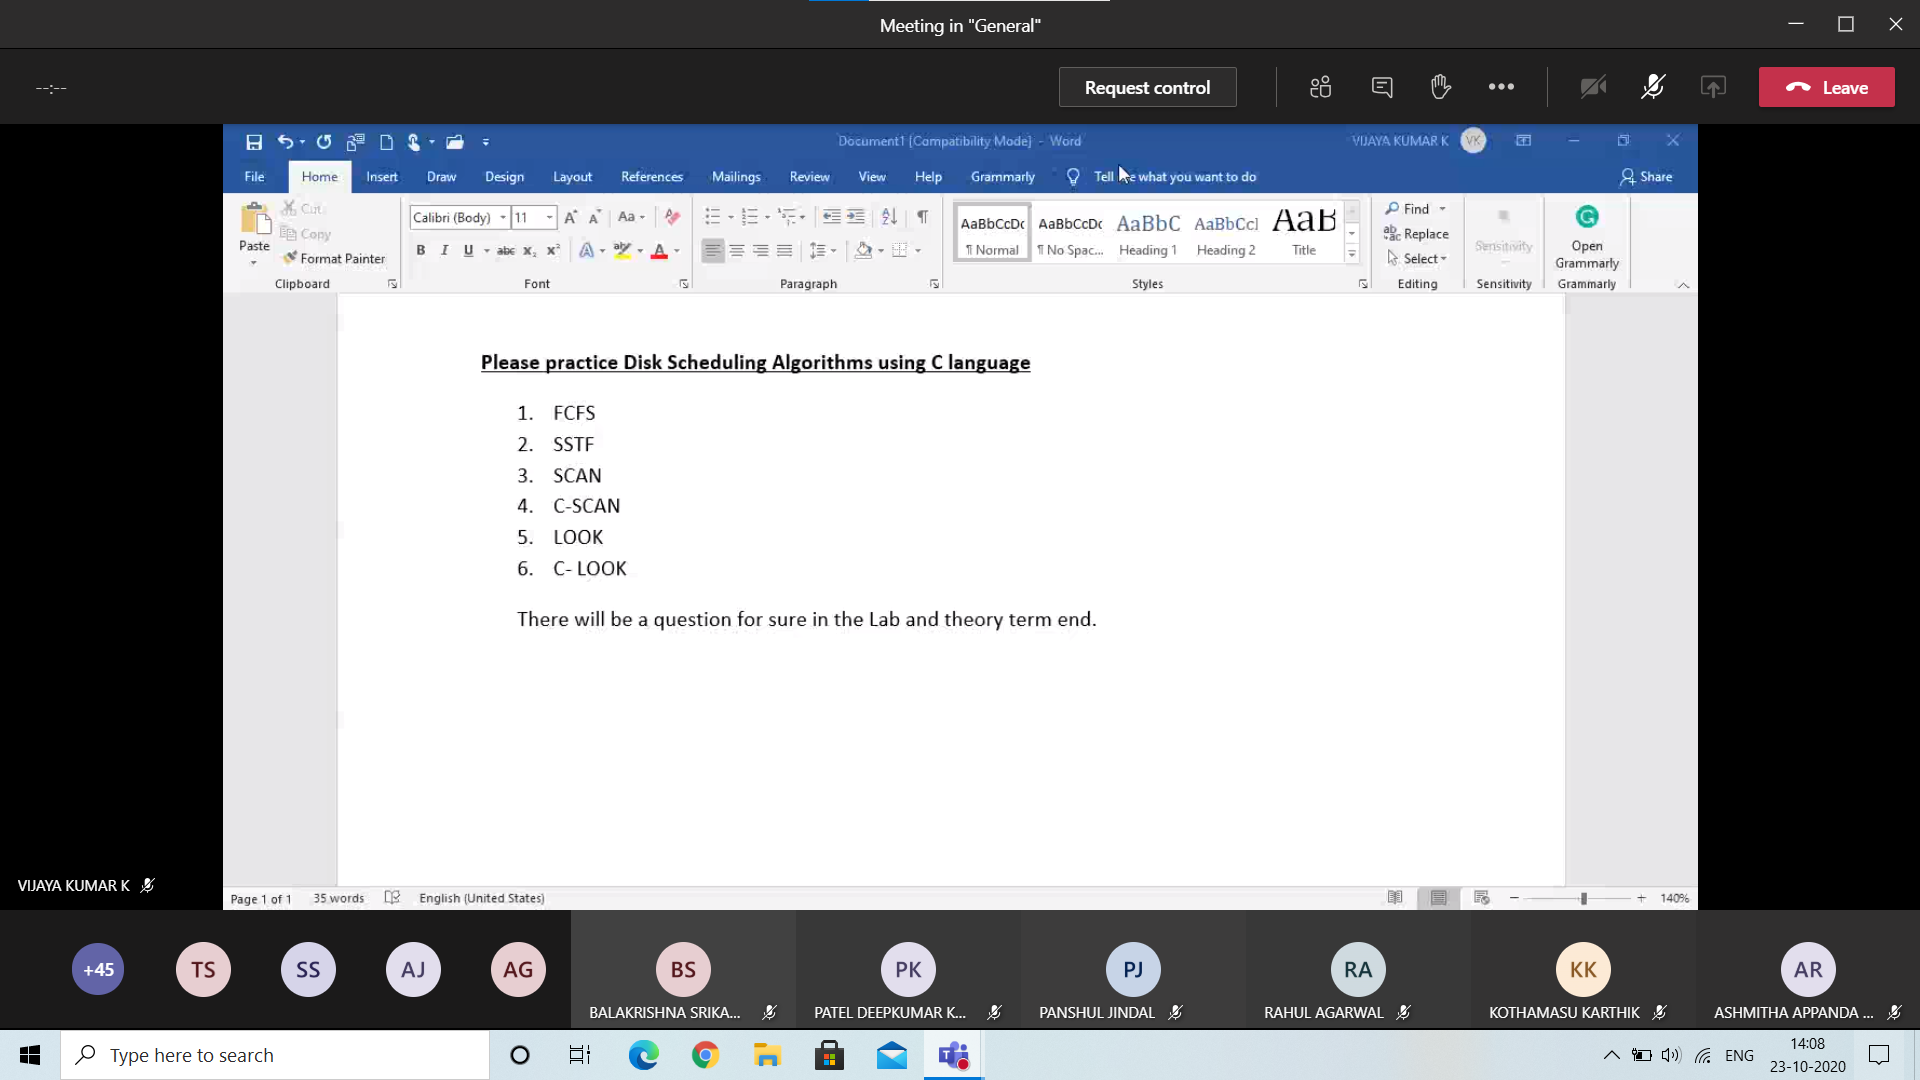 Meeting in "General"
--:--
Request control
Leave
Document1 [Compatibility Mode] - Word
VIJAYA KUMAR K
VK
File
Home
Insert
Draw
Design
Layout
References
Mailings
Review
View
Help
Grammarly
Tell me what you want to do
Share
Paste
Cut
Copy
Format Painter
Clipboard
Calibri (Body)
11
Aa
B I U abc x₂ x²
Font
Paragraph
AaBbCcDc
¶ Normal
AaBbCcDc
¶ No Spac...
AaBbC
Heading 1
AaBbCcI
Heading 2
AaB
Title
Styles
Find
Replace
Select
Editing
Sensitivity
Sensitivity
Open
Grammarly
Grammarly
Please practice Disk Scheduling Algorithms using C language
1. FCFS
2. SSTF
3. SCAN
4. C-SCAN
5. LOOK
6. C- LOOK
There will be a question for sure in the Lab and theory term end.
VIJAYA KUMAR K
Page 1 of 1
35 words
English (United States)
140%
+45
TS
SS
AJ
AG
BS
BALAKRISHNA SRIKA...
PK
PATEL DEEPKUMAR K...
PJ
PANSHUL JINDAL
RA
RAHUL AGARWAL
KK
KOTHAMASU KARTHIK
AR
ASHMITHA APPANDA ...
Type here to search
ENG
14:08
23-10-2020